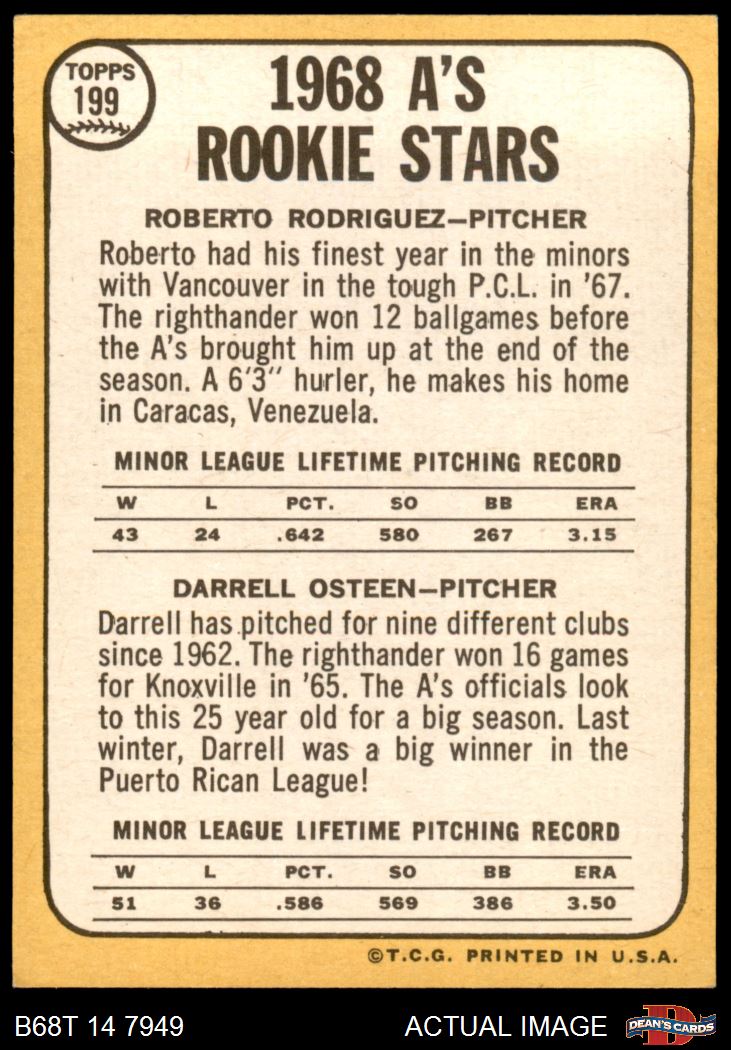 TOPPS
199
1968 A'S
ROOKIE STARS
ROBERTO RODRIGUEZ—PITCHER
Roberto had his finest year in the minors
with Vancouver in the tough P.C.L. in '67.
The righthander won 12 ballgames before
the A's brought him up at the end of the
season. A 6'3" hurler, he makes his home
in Caracas, Venezuela.
MINOR LEAGUE LIFETIME PITCHING RECORD
W L PCT. SO BB ERA
43 24 .642 580 267 3.15
DARRELL OSTEEN—PITCHER
Darrell has pitched for nine different clubs
since 1962. The righthander won 16 games
for Knoxville in '65. The A's officials look
to this 25 year old for a big season. Last
winter, Darrell was a big winner in the
Puerto Rican League!
MINOR LEAGUE LIFETIME PITCHING RECORD
W L PCT. SO BB ERA
51 36 .586 569 386 3.50
©T.C.G. PRINTED IN U.S.A.
B68T 14 7949 ACTUAL IMAGE
D
DEAN'S CARDS